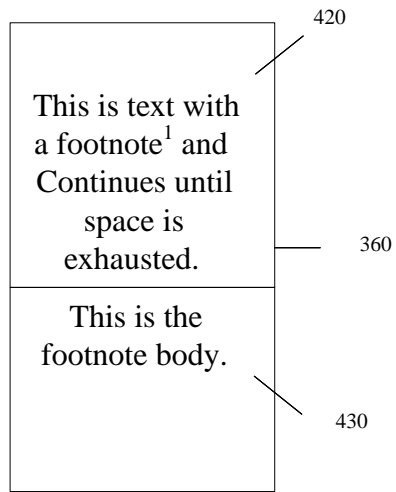 420
This is text with
a footnote1 and
Continues until
space is
exhausted.
360
This is the
footnote body.
430